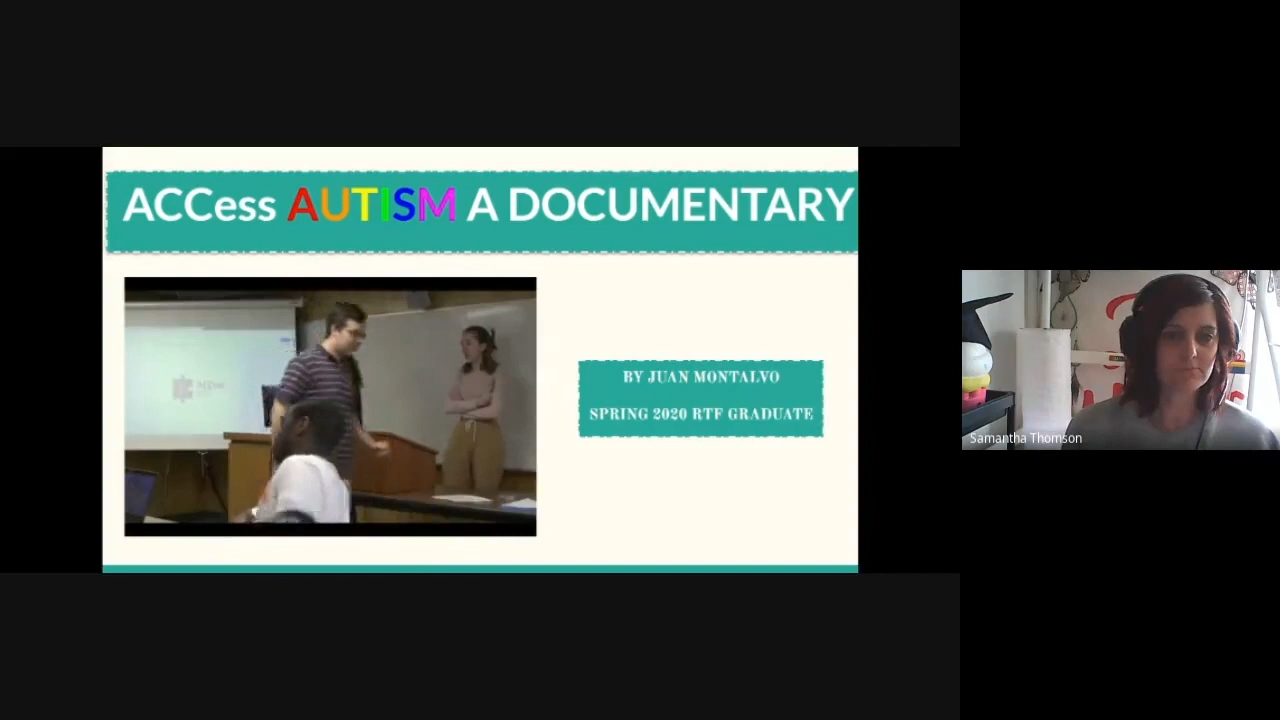 ACCess AUTISM A DOCUMENTARY
BY JUAN MONTALVO
SPRING 2020 RTF GRADUATE
Samantha Thomson